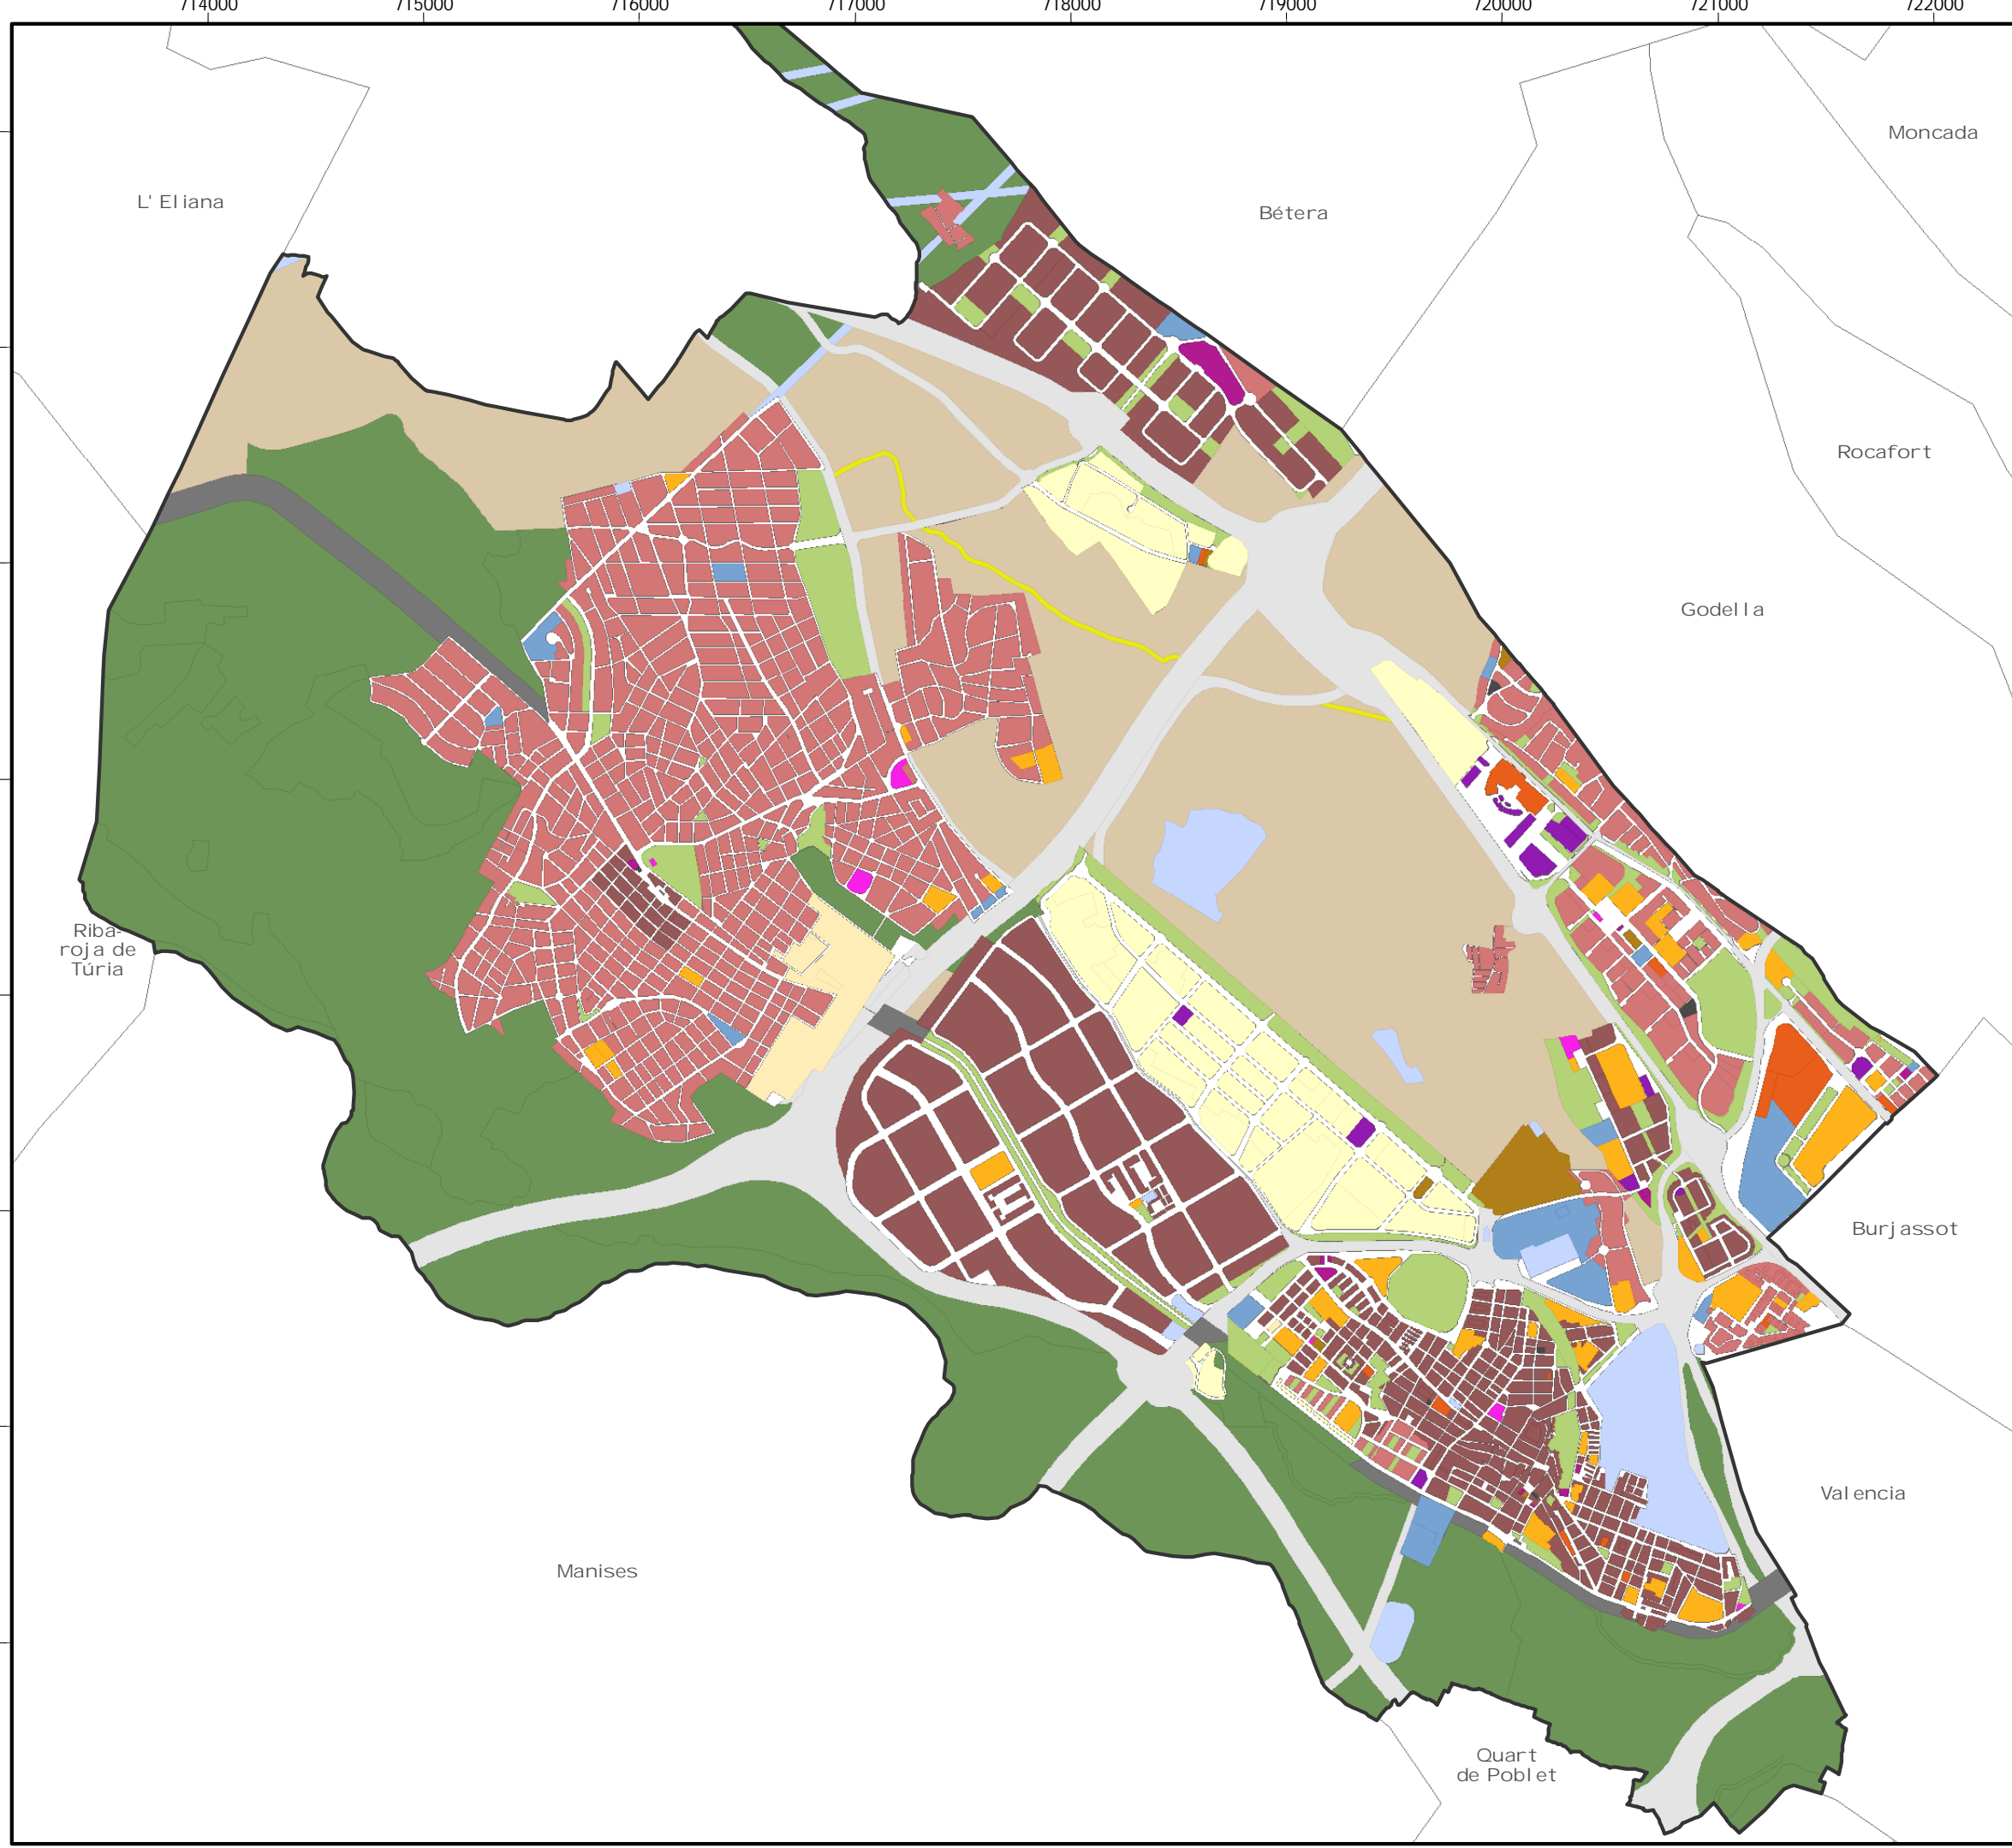 714000 715000 716000 717000 718000 719000 720000 721000 722000
Moncada
L' Eliana
Bétera
Rocafort
Godella
Riba-
roja de
Túria
Burjassot
Valencia
Manises
Quart
de Poblet